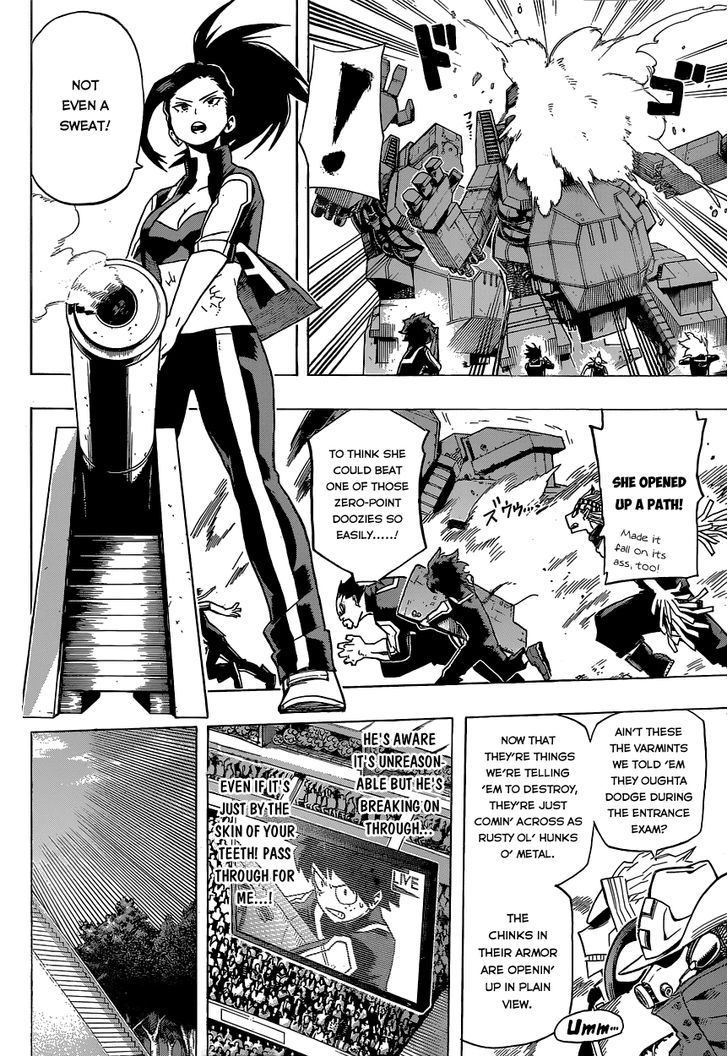 ドド
ゴ
!
NOT
EVEN A
SWEAT!
SHE OPENED
UP A PATH!
Made it
fall on its
ass, too!
ズウゥ...
TO THINK SHE
COULD BEAT
ONE OF THOSE
ZERO-POINT
DOOZIES SO
EASILY.....!
AIN'T THESE
THE VARMINTS
WE TOLD 'EM
THEY OUGHTA
DODGE DURING
THE ENTRANCE
EXAM?
NOW THAT
THEY'RE THINGS
WE'RE TELLING
'EM TO DESTROY,
THEY'RE JUST
COMIN' ACROSS AS
RUSTY OL' HUNKS
O' METAL.
THE
CHINKS IN
THEIR ARMOR
ARE OPENIN'
UP IN PLAIN
VIEW.
Umm...
HE'S AWARE
IT'S UNREASON
ABLE BUT HE'S
BREAKING ON
THROUGH...
EVEN IF IT'S
JUST BY THE
SKIN OF YOUR
TEETH! PASS
THROUGH FOR
ME...!
LIVE
A